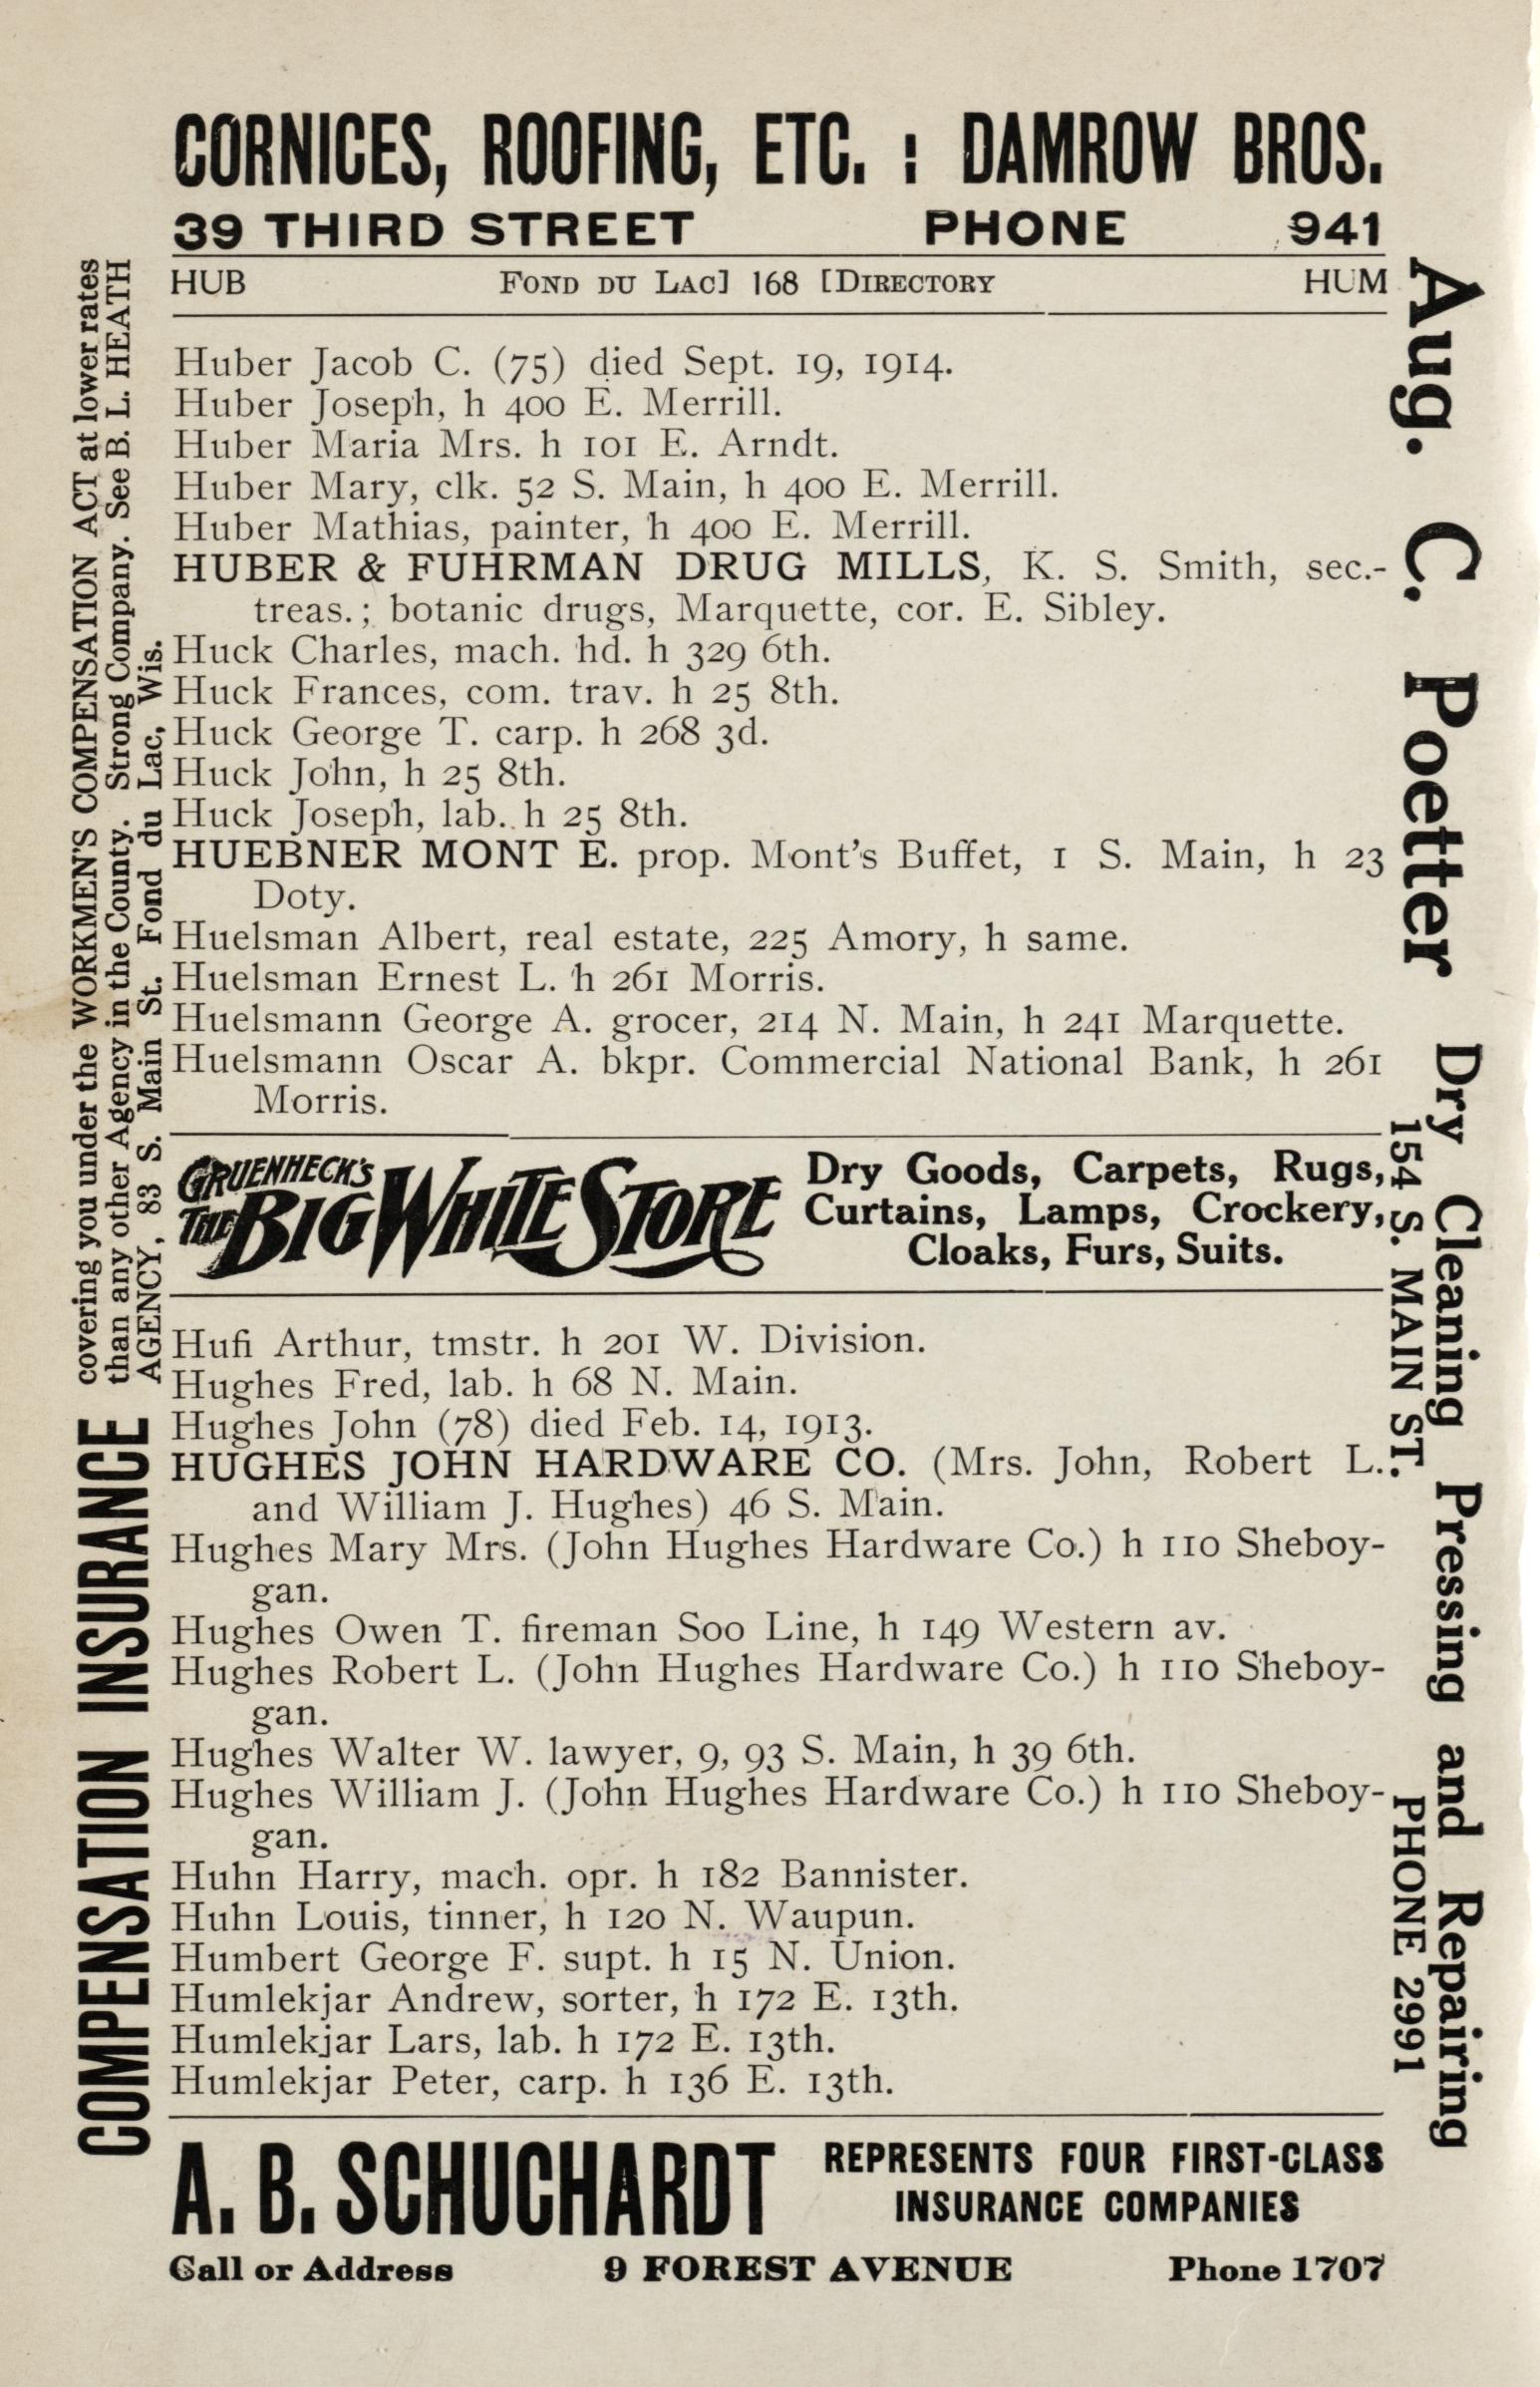 CORNICES, ROOFING, ETC. : DAMROW BROS.
39 THIRD STREET PHONE 941
HUB FOND DU LAC] 168 [DIRECTORY HUM
Huber Jacob C. (75) died Sept. 19, 1914.
Huber Joseph, h 400 E. Merrill.
Huber Maria Mrs. h 101 E. Arndt.
Huber Mary, clk. 52 S. Main, h 400 E. Merrill.
Huber Mathias, painter, h 400 E. Merrill.
HUBER & FUHRMAN DRUG MILLS, K. S. Smith, sec.-
treas.; botanic drugs, Marquette, cor. E. Sibley.
Huck Charles, mach. hd. h 329 6th.
Huck Frances, com. trav. h 25 8th.
Huck George T. carp. h 268 3d.
Huck John, h 25 8th.
Huck Joseph, lab. h 25 8th.
HUEBNER MONT E. prop. Mont's Buffet, 1 S. Main, h 23
Doty.
Huelsman Albert, real estate, 225 Amory, h same.
Huelsman Ernest L. h 261 Morris.
Huelsmann George A. grocer, 214 N. Main, h 241 Marquette.
Huelsmann Oscar A. bkpr. Commercial National Bank, h 261
Morris.
GRUENHECK'S
THE BIG WHITE STORE
Dry Goods, Carpets, Rugs,
Curtains, Lamps, Crockery,
Cloaks, Furs, Suits.
Hufi Arthur, tmstr. h 201 W. Division.
Hughes Fred, lab. h 68 N. Main.
Hughes John (78) died Feb. 14, 1913.
HUGHES JOHN HARDWARE CO. (Mrs. John, Robert L.
and William J. Hughes) 46 S. Main.
Hughes Mary Mrs. (John Hughes Hardware Co.) h 110 Sheboy-
gan.
Hughes Owen T. fireman Soo Line, h 149 Western av.
Hughes Robert L. (John Hughes Hardware Co.) h 110 Sheboy-
gan.
Hughes Walter W. lawyer, 9, 93 S. Main, h 39 6th.
Hughes William J. (John Hughes Hardware Co.) h 110 Sheboy-
gan.
Huhn Harry, mach. opr. h 182 Bannister.
Huhn Louis, tinner, h 120 N. Waupun.
Humbert George F. supt. h 15 N. Union.
Humlekjar Andrew, sorter, h 172 E. 13th.
Humlekjar Lars, lab. h 172 E. 13th.
Humlekjar Peter, carp. h 136 E. 13th.
A. B. SCHUCHARDT
REPRESENTS FOUR FIRST-CLASS
INSURANCE COMPANIES
Call or Address 9 FOREST AVENUE Phone 1707
COMPENSATION INSURANCE
covering you under the WORKMEN'S COMPENSATION ACT at lower rates
than any other Agency in the County. Strong Company. See B. L. HEATH
AGENCY, 83 S. Main St. Fond du Lac, Wis.
Aug. C. Poetter
Dry Cleaning Pressing and Repairing
154 S. MAIN ST. PHONE 2991